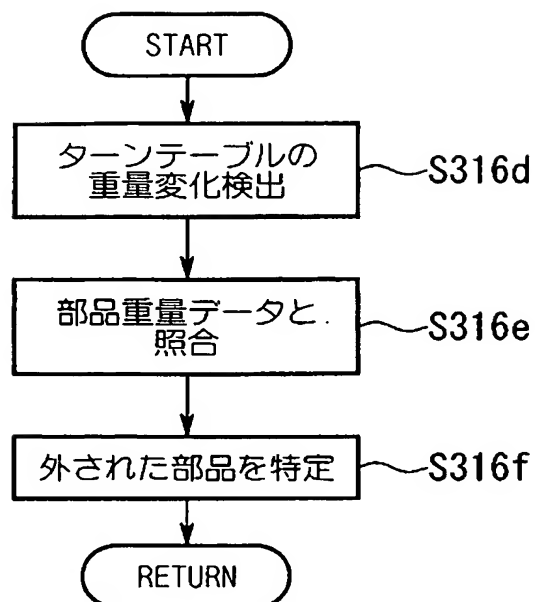 START
ターンテーブルの
重量変化検出
S316d
部品重量データと
照合
S316e
外された部品を特定
S316f
RETURN